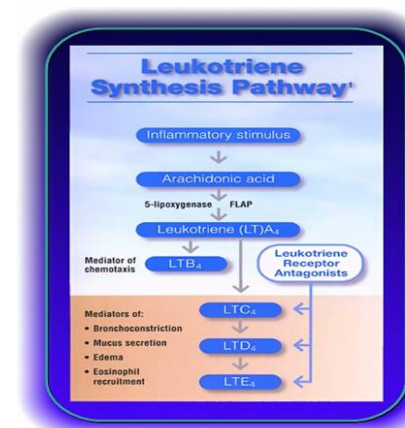 Leukotriene
Synthesis Pathway¹
Inflammatory stimulus
Arachidonic acid
5-lipoxygenase FLAP
Leukotriene (LT)A₄
Mediator of
chemotaxis
LTB₄
Leukotriene
Receptor
Antagonists
Mediators of:
• Bronchoconstriction
• Mucus secretion
• Edema
• Eosinophil
recruitment
LTC₄
LTD₄
LTE₄